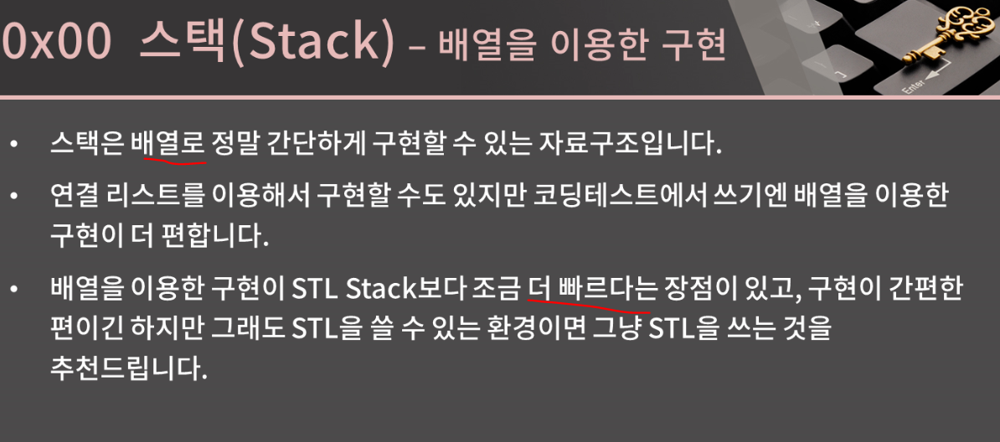 0x00 스택(Stack) – 배열을 이용한 구현
Enter
• 스택은 배열로 정말 간단하게 구현할 수 있는 자료구조입니다.
• 연결 리스트를 이용해서 구현할 수도 있지만 코딩테스트에서 쓰기엔 배열을 이용한
구현이 더 편합니다.
• 배열을 이용한 구현이 STL Stack보다 조금 더 빠르다는 장점이 있고, 구현이 간편한
편이긴 하지만 그래도 STL을 쓸 수 있는 환경이면 그냥 STL을 쓰는 것을
추천드립니다.